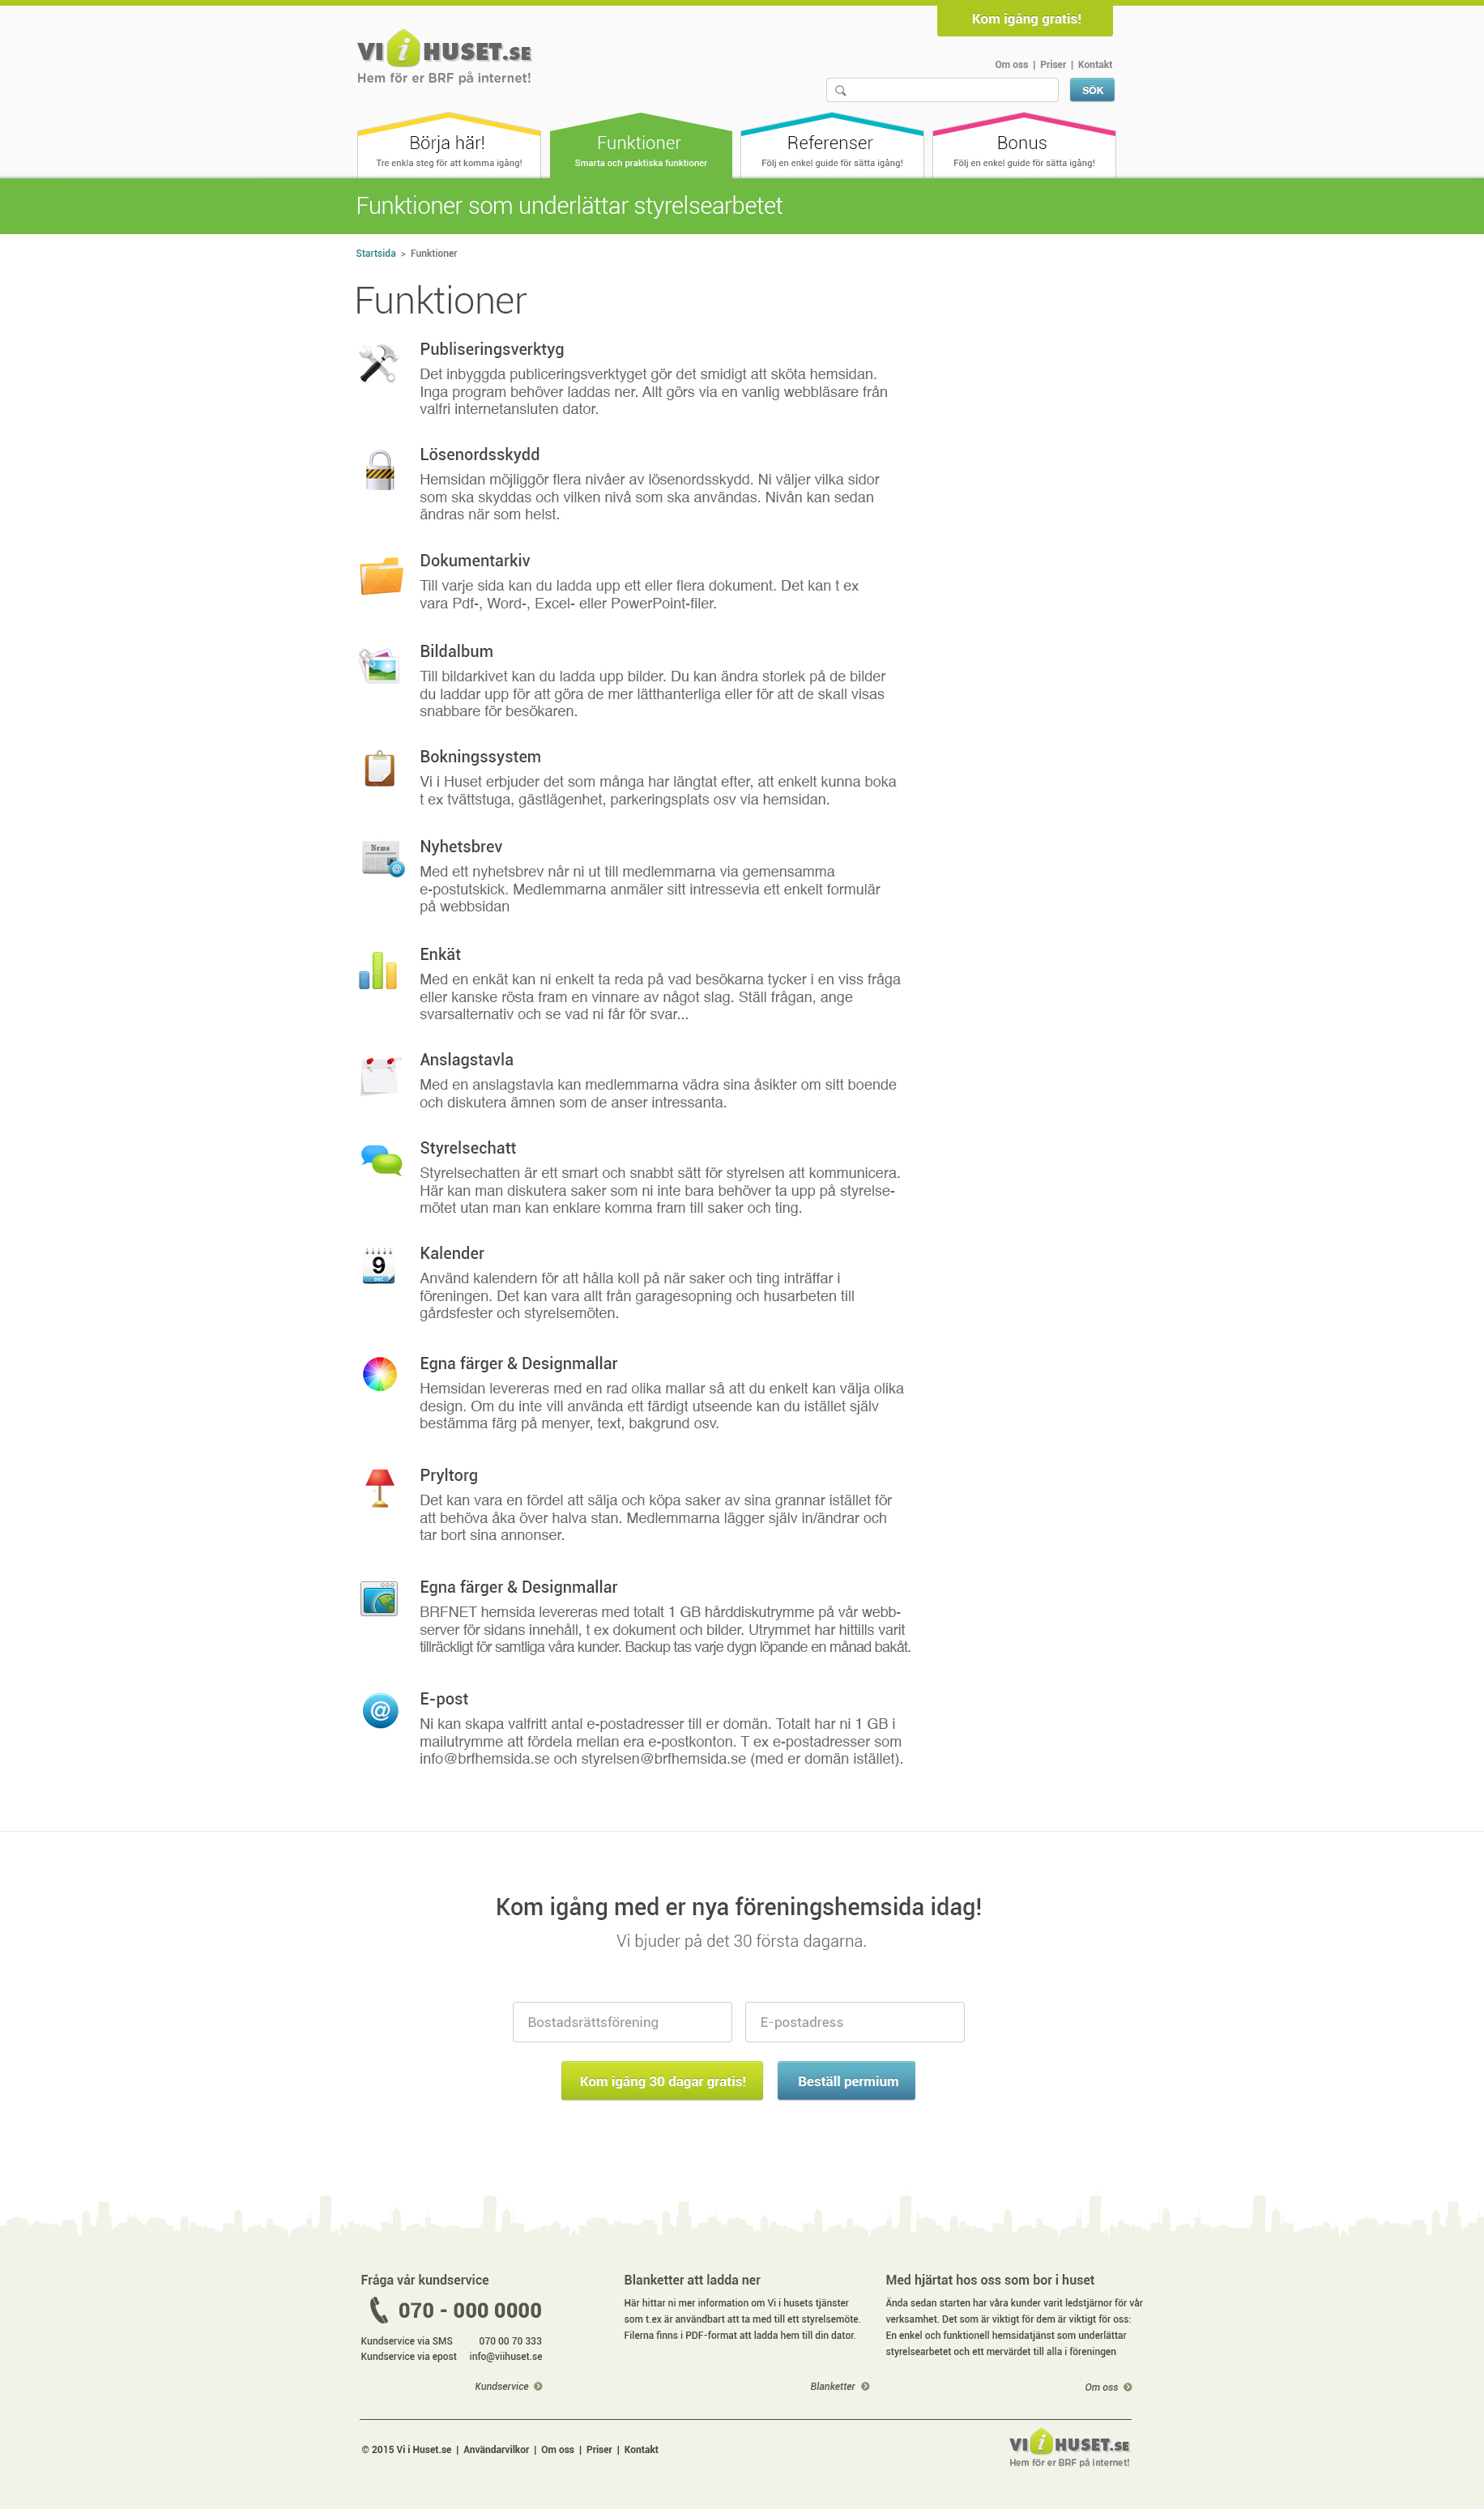 Kom igång gratis!
VI i HUSET.SE
Hem för er BRF på internet!
Om oss | Priser | Kontakt
SÖK
Börja här!
Tre enkla steg för att komma igång!
Funktioner
Smarta och praktiska funktioner
Referenser
Följ en enkel guide för sätta igång!
Bonus
Följ en enkel guide för sätta igång!
Funktioner som underlättar styrelsearbetet
Startsida > Funktioner
Funktioner
Publiseringsverktyg
Det inbyggda publiceringsverktyget gör det smidigt att sköta hemsidan.
Inga program behöver laddas ner. Allt görs via en vanlig webbläsare från
valfri internetansluten dator.
Lösenordsskydd
Hemsidan möjliggör flera nivåer av lösenordsskydd. Ni väljer vilka sidor
som ska skyddas och vilken nivå som ska användas. Nivån kan sedan
ändras när som helst.
Dokumentarkiv
Till varje sida kan du ladda upp ett eller flera dokument. Det kan t ex
vara Pdf-, Word-, Excel- eller PowerPoint-filer.
Bildalbum
Till bildarkivet kan du ladda upp bilder. Du kan ändra storlek på de bilder
du laddar upp för att göra de mer lätthanterliga eller för att de skall visas
snabbare för besökaren.
Bokningssystem
Vi i Huset erbjuder det som många har längtat efter, att enkelt kunna boka
t ex tvättstuga, gästlägenhet, parkeringsplats osv via hemsidan.
News
Nyhetsbrev
Med ett nyhetsbrev når ni ut till medlemmarna via gemensamma
e-postutskick. Medlemmarna anmäler sitt intressevia ett enkelt formulär
på webbsidan
Enkät
Med en enkät kan ni enkelt ta reda på vad besökarna tycker i en viss fråga
eller kanske rösta fram en vinnare av något slag. Ställ frågan, ange
svarsalternativ och se vad ni får för svar...
Anslagstavla
Med en anslagstavla kan medlemmarna vädra sina åsikter om sitt boende
och diskutera ämnen som de anser intressanta.
Styrelsechatt
Styrelsechatten är ett smart och snabbt sätt för styrelsen att kommunicera.
Här kan man diskutera saker som ni inte bara behöver ta upp på styrelse-
mötet utan man kan enklare komma fram till saker och ting.
9
DEC
Kalender
Använd kalendern för att hålla koll på när saker och ting inträffar i
föreningen. Det kan vara allt från garagesopning och husarbeten till
gårdsfester och styrelsemöten.
Egna färger & Designmallar
Hemsidan levereras med en rad olika mallar så att du enkelt kan välja olika
design. Om du inte vill använda ett färdigt utseende kan du istället själv
bestämma färg på menyer, text, bakgrund osv.
Pryltorg
Det kan vara en fördel att sälja och köpa saker av sina grannar istället för
att behöva åka över halva stan. Medlemmarna lägger själv in/ändrar och
tar bort sina annonser.
Egna färger & Designmallar
BRFNET hemsida levereras med totalt 1 GB hårddiskutrymme på vår webb-
server för sidans innehåll, t ex dokument och bilder. Utrymmet har hittills varit
tillräckligt för samtliga våra kunder. Backup tas varje dygn löpande en månad bakåt.
@
E-post
Ni kan skapa valfritt antal e-postadresser till er domän. Totalt har ni 1 GB i
mailutrymme att fördela mellan era e-postkonton. T ex e-postadresser som
info@brfhemsida.se och styrelsen@brfhemsida.se (med er domän istället).
Kom igång med er nya föreningshemsida idag!
Vi bjuder på det 30 första dagarna.
Bostadsrättsförening
E-postadress
Kom igång 30 dagar gratis!
Beställ permium
Fråga vår kundservice
070 - 000 0000
Kundservice via SMS 070 00 70 333
Kundservice via epost info@viihuset.se
Kundservice
Blanketter att ladda ner
Här hittar ni mer information om Vi i husets tjänster
som t.ex är användbart att ta med till ett styrelsemöte.
Filerna finns i PDF-format att ladda hem till din dator.
Blanketter
Med hjärtat hos oss som bor i huset
Ända sedan starten har våra kunder varit ledstjärnor för vår
verksamhet. Det som är viktigt för dem är viktigt för oss:
En enkel och funktionell hemsidatjänst som underlättar
styrelsearbetet och ett mervärdet till alla i föreningen
Om oss
© 2015 Vi i Huset.se | Användarvilkor | Om oss | Priser | Kontakt
VI i HUSET.SE
Hem för er BRF på internet!